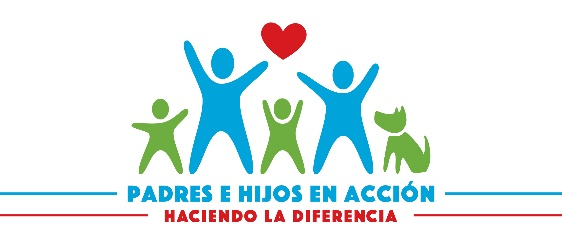 PADRES E HIJOS EN ACCIÓN
HACIENDO LA DIFERENCIA